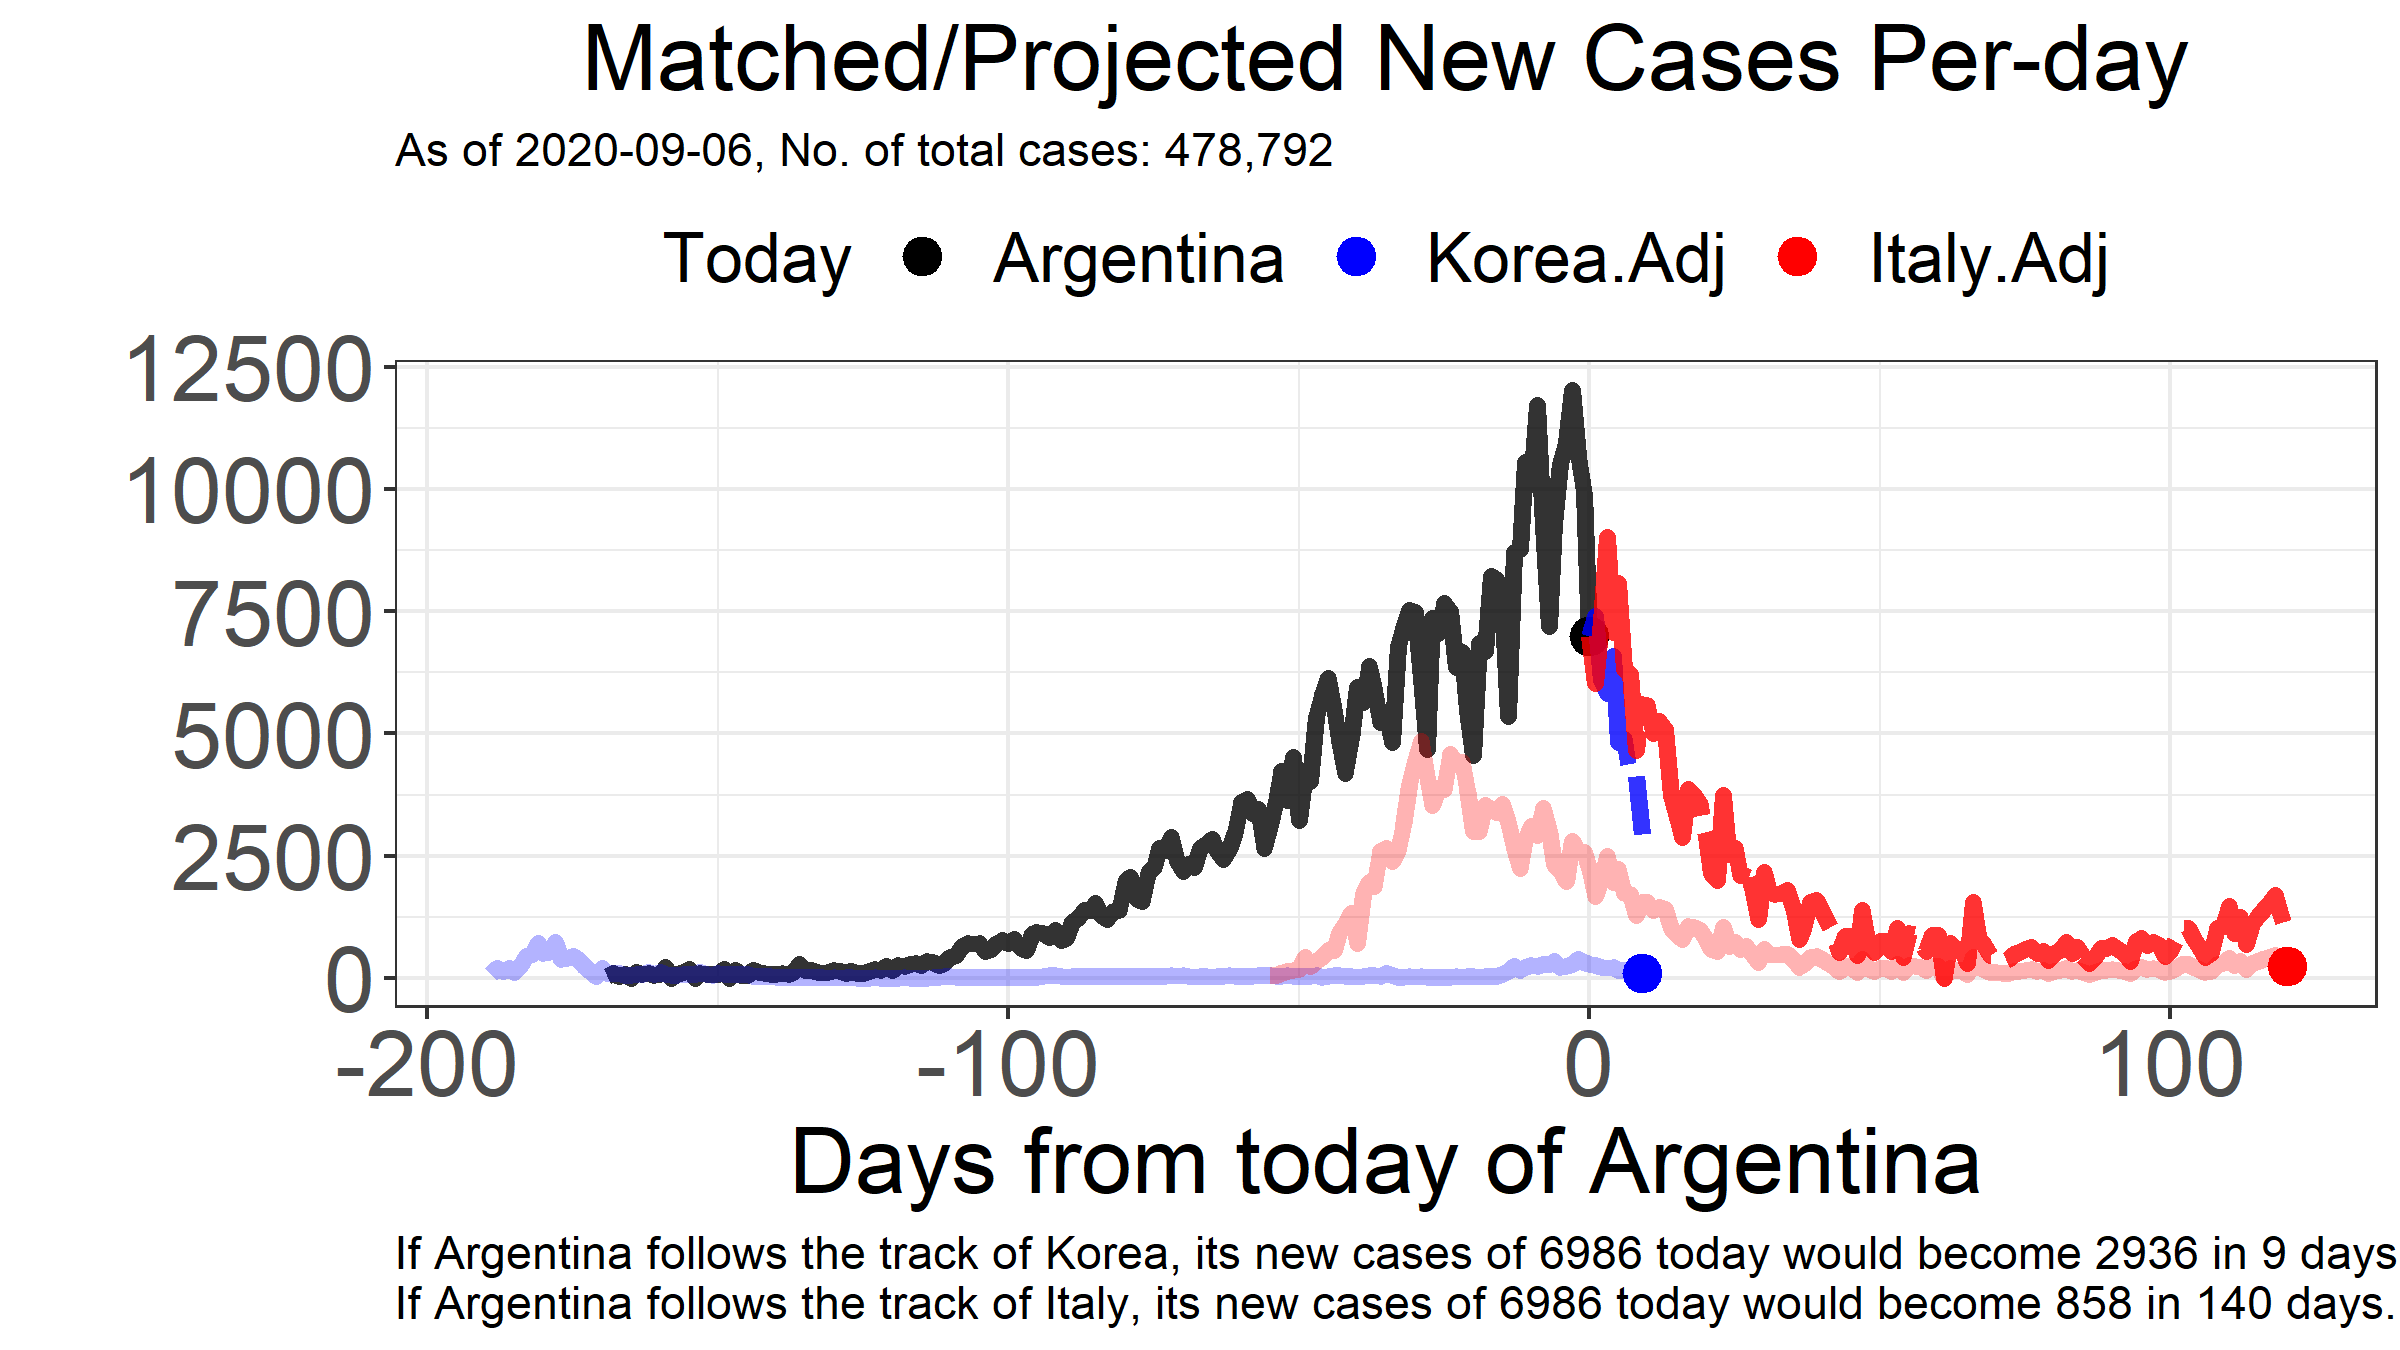 Matched/Projected New Cases Per-day
As of 2020-09-06, No. of total cases: 478,792
Today Argentina Korea.Adj Italy.Adj
12500
10000
7500
5000
2500
0
-200 -100 0 100
Days from today of Argentina
If Argentina follows the track of Korea, its new cases of 6986 today would become 2936 in 9 days
If Argentina follows the track of Italy, its new cases of 6986 today would become 858 in 140 days.